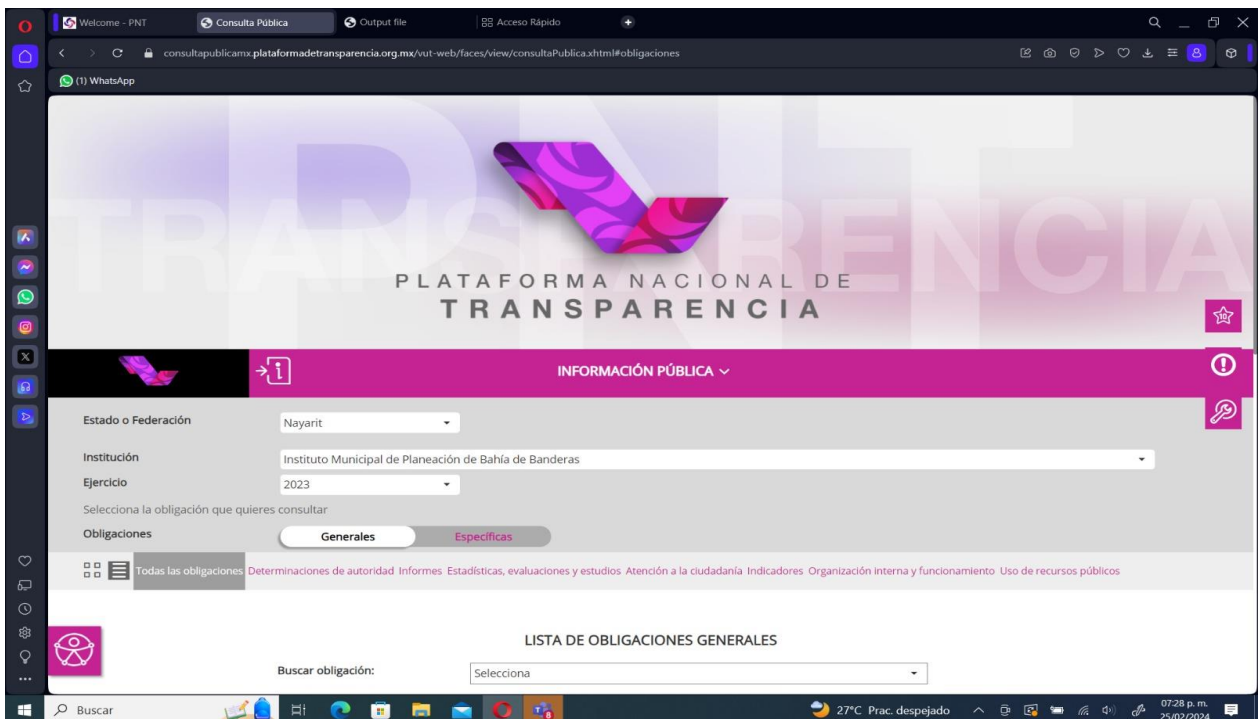 Welcome - PNT
Consulta Pública
Output file
Acceso Rápido
consultapublicamx.plataformadetransparencia.org.mx/vut-web/faces/view/consultaPublica.xhtml#obligaciones
(1) WhatsApp
PNT
TRANSPARENCIA
PLATAFORMA NACIONAL DE
TRANSPARENCIA
INFORMACIÓN PÚBLICA
Estado o Federación Nayarit
Institución Instituto Municipal de Planeación de Bahía de Banderas
Ejercicio 2023
Selecciona la obligación que quieres consultar
Obligaciones Generales Específicas
Todas las obligaciones Determinaciones de autoridad Informes Estadísticas, evaluaciones y estudios Atención a la ciudadanía Indicadores Organización interna y funcionamiento Uso de recursos públicos
LISTA DE OBLIGACIONES GENERALES
Buscar obligación: Selecciona
Buscar
27°C Prac. despejado
07:28 p. m.
25/02/2024